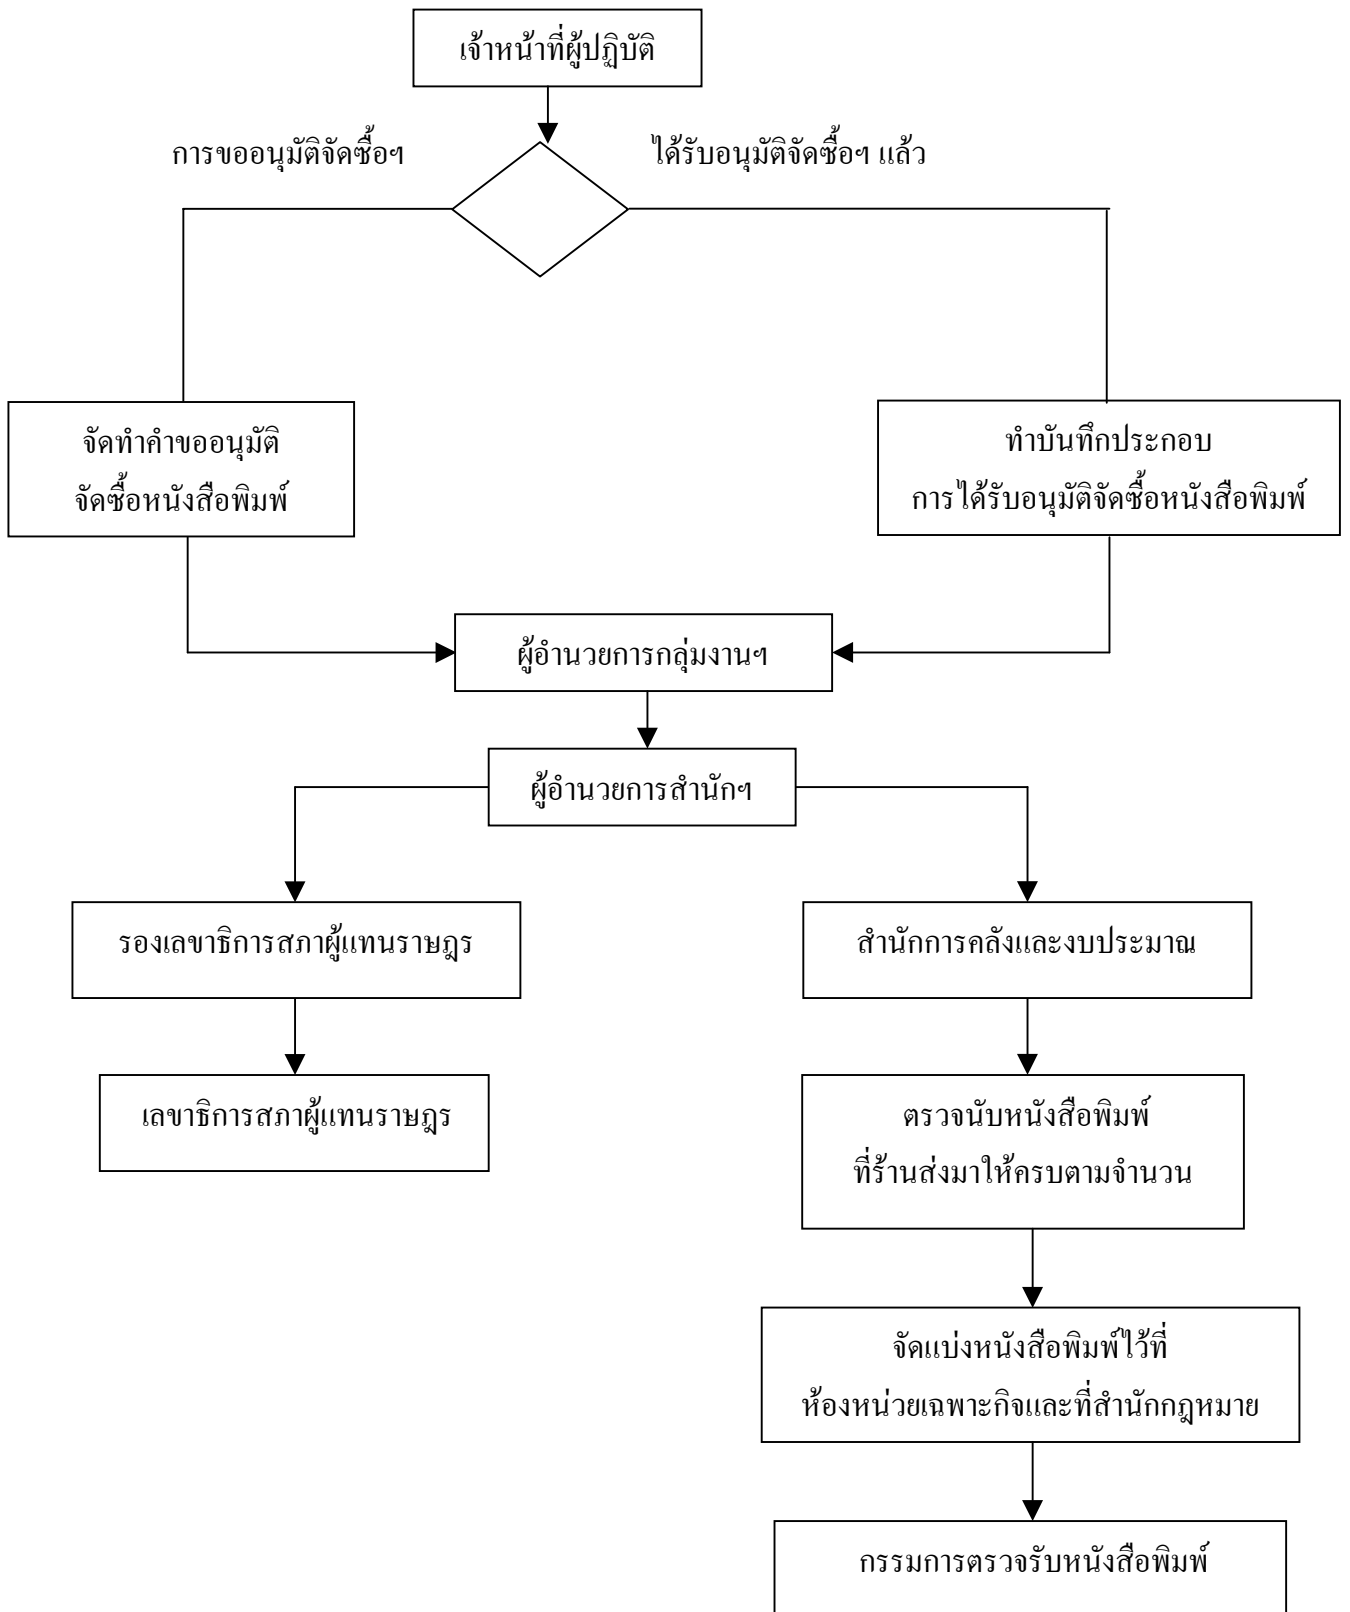 เจ้าหน้าที่ผู้ปฏิบัติ
การขออนุมัติจัดซื้อฯ
ได้รับอนุมัติจัดซื้อฯ แล้ว
จัดทำคำขออนุมัติ
จัดซื้อหนังสือพิมพ์
ทำบันทึกประกอบ
การได้รับอนุมัติจัดซื้อหนังสือพิมพ์
ผู้อำนวยการกลุ่มงานฯ
ผู้อำนวยการสำนักฯ
รองเลขาธิการสภาผู้แทนราษฎร
สำนักการคลังและงบประมาณ
เลขาธิการสภาผู้แทนราษฎร
ตรวจนับหนังสือพิมพ์
ที่ร้านส่งมาให้ครบตามจำนวน
จัดแบ่งหนังสือพิมพ์ไว้ที่
ห้องหน่วยเฉพาะกิจและที่สำนักกฎหมาย
กรรมการตรวจรับหนังสือพิมพ์